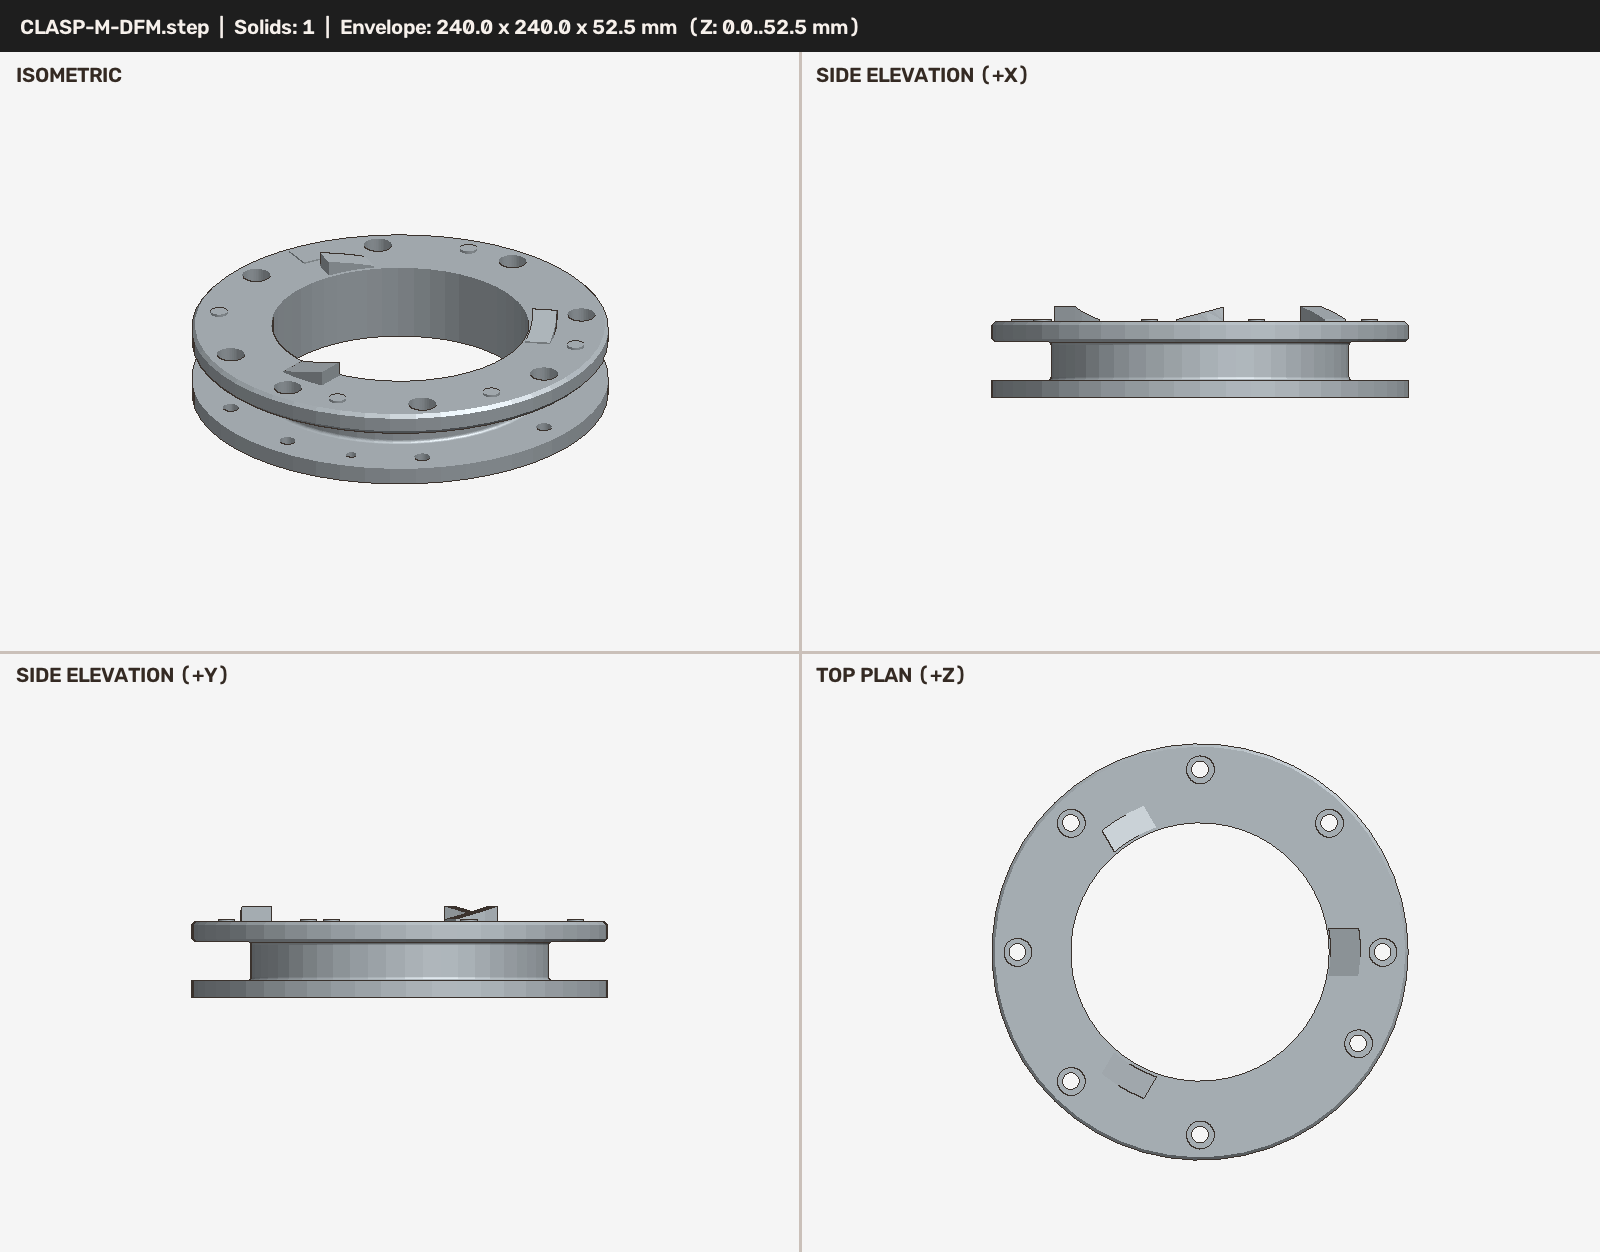 CLASP-M-DFM.step | Solids: 1 | Envelope: 240.0 x 240.0 x 52.5 mm (Z: 0.0..52.5 mm)
ISOMETRIC
SIDE ELEVATION (+X)
SIDE ELEVATION (+Y)
TOP PLAN (+Z)